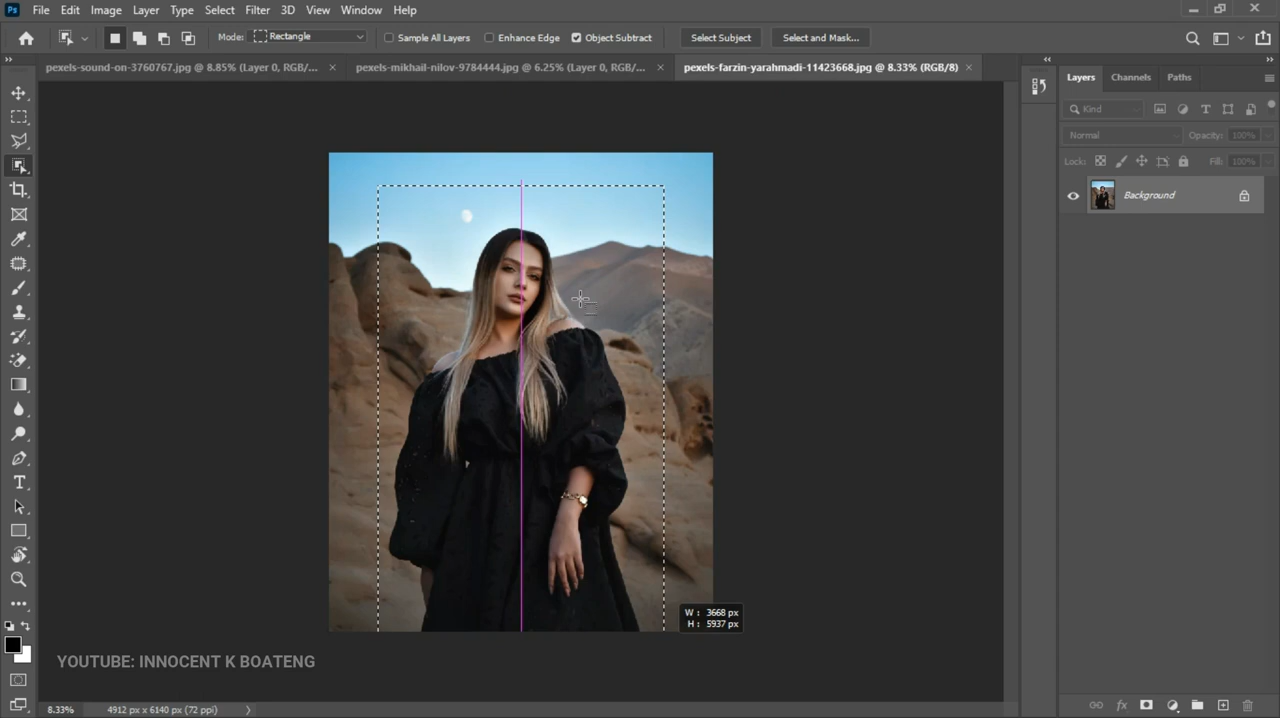 Ps File Edit Image Layer Type Select Filter 3D View Window Help
Mode: Rectangle Sample All Layers Enhance Edge Object Subtract Select Subject Select and Mask...
pexels-sound-on-3760767.jpg @ 8.85% (Layer 0, RGB/... × pexels-mikhail-nilov-9784444.jpg @ 6.25% (Layer 0, RGB/... × pexels-farzin-yarahmadi-11423668.jpg @ 8.33% (RGB/8) ×
Layers Channels Paths
Kind
Normal Opacity: 100%
Lock: Fill: 100%
Background
W : 3668 px
H : 5937 px
YOUTUBE: INNOCENT K BOATENG
8.33% 4912 px x 6140 px (72 ppi)